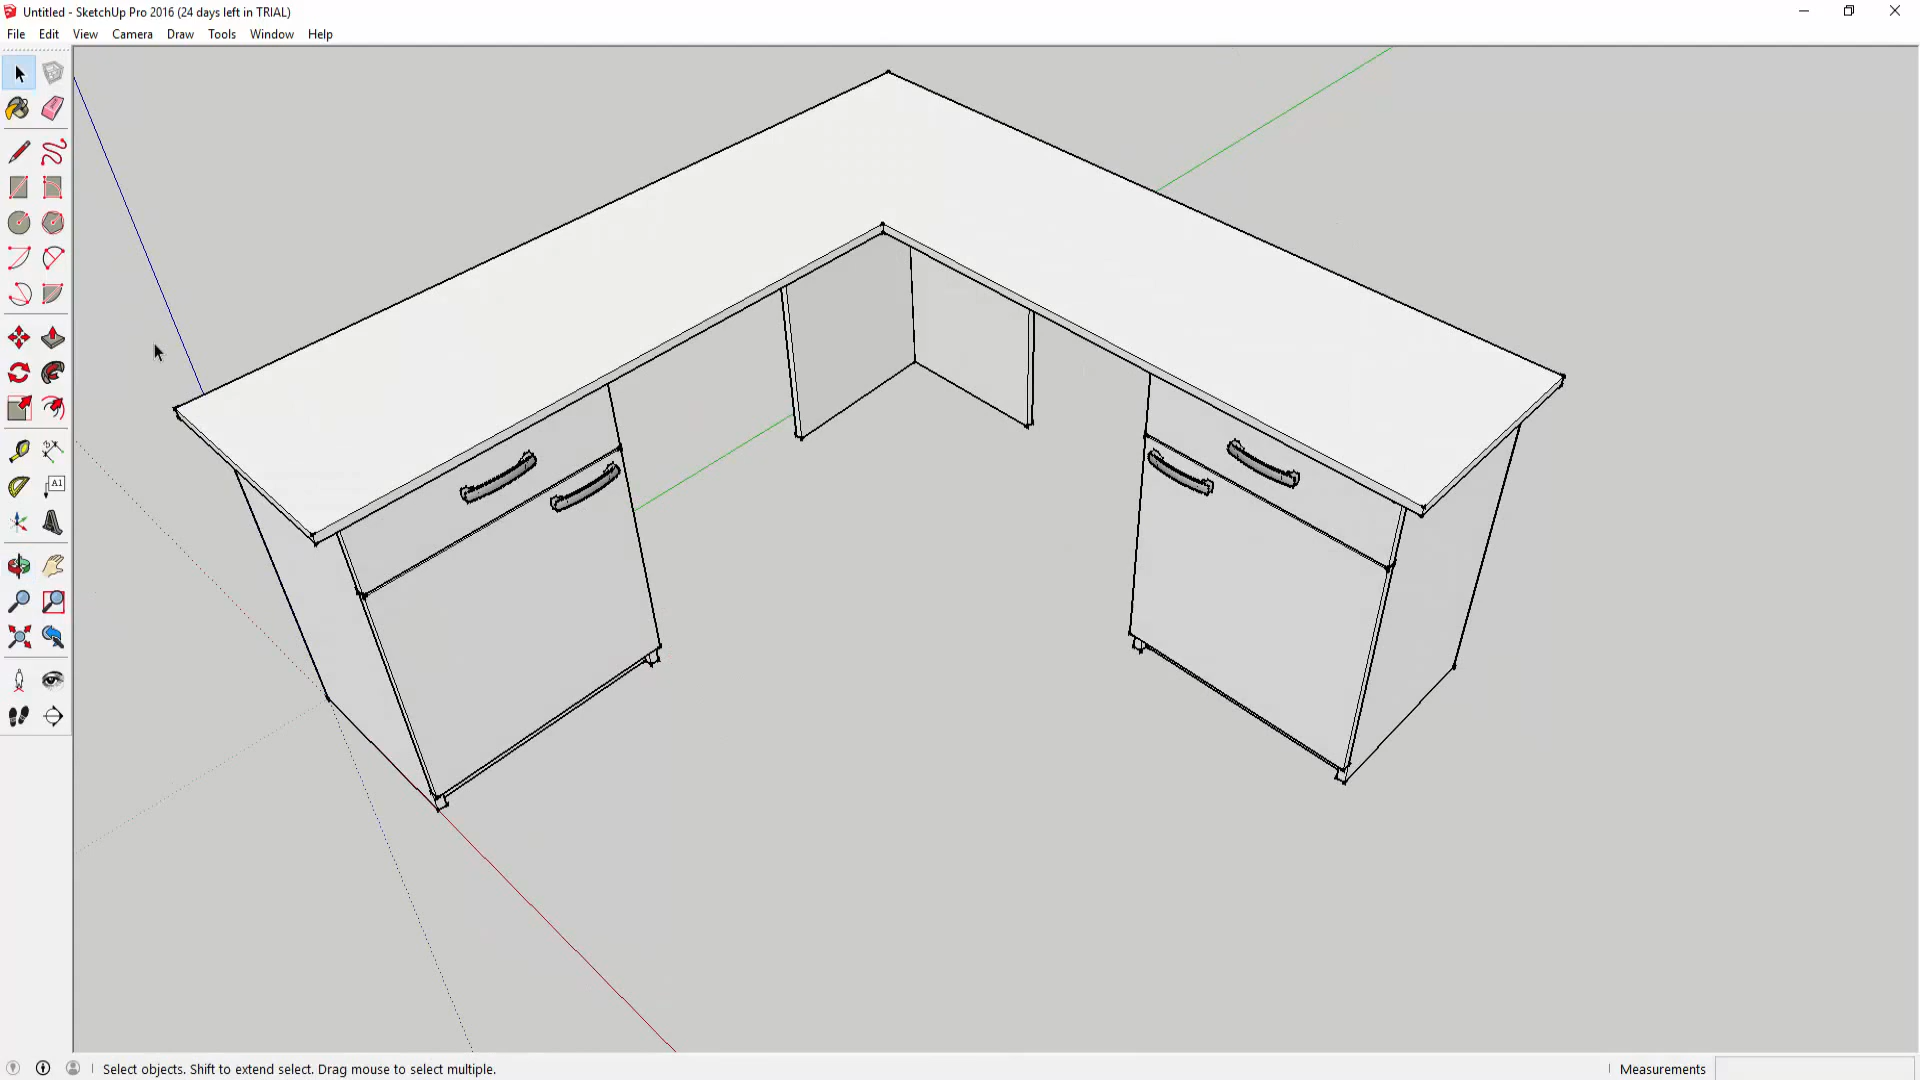 Untitled - SketchUp Pro 2016 (24 days left in TRIAL)
File Edit View Camera Draw Tools Window Help
A1
Select objects. Shift to extend select. Drag mouse to select multiple.
Measurements